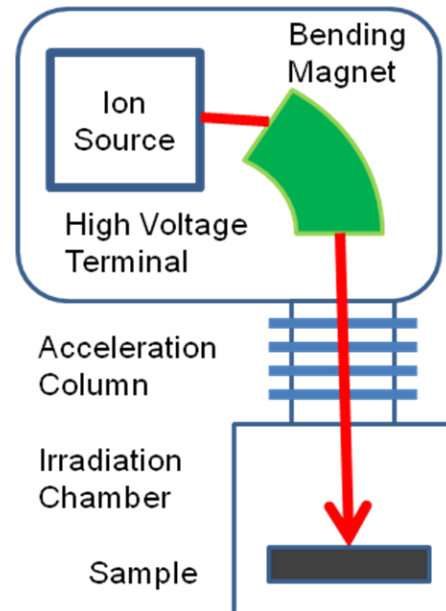 Bending
Magnet
Ion
Source
High Voltage
Terminal
Acceleration
Column
Irradiation
Chamber
Sample